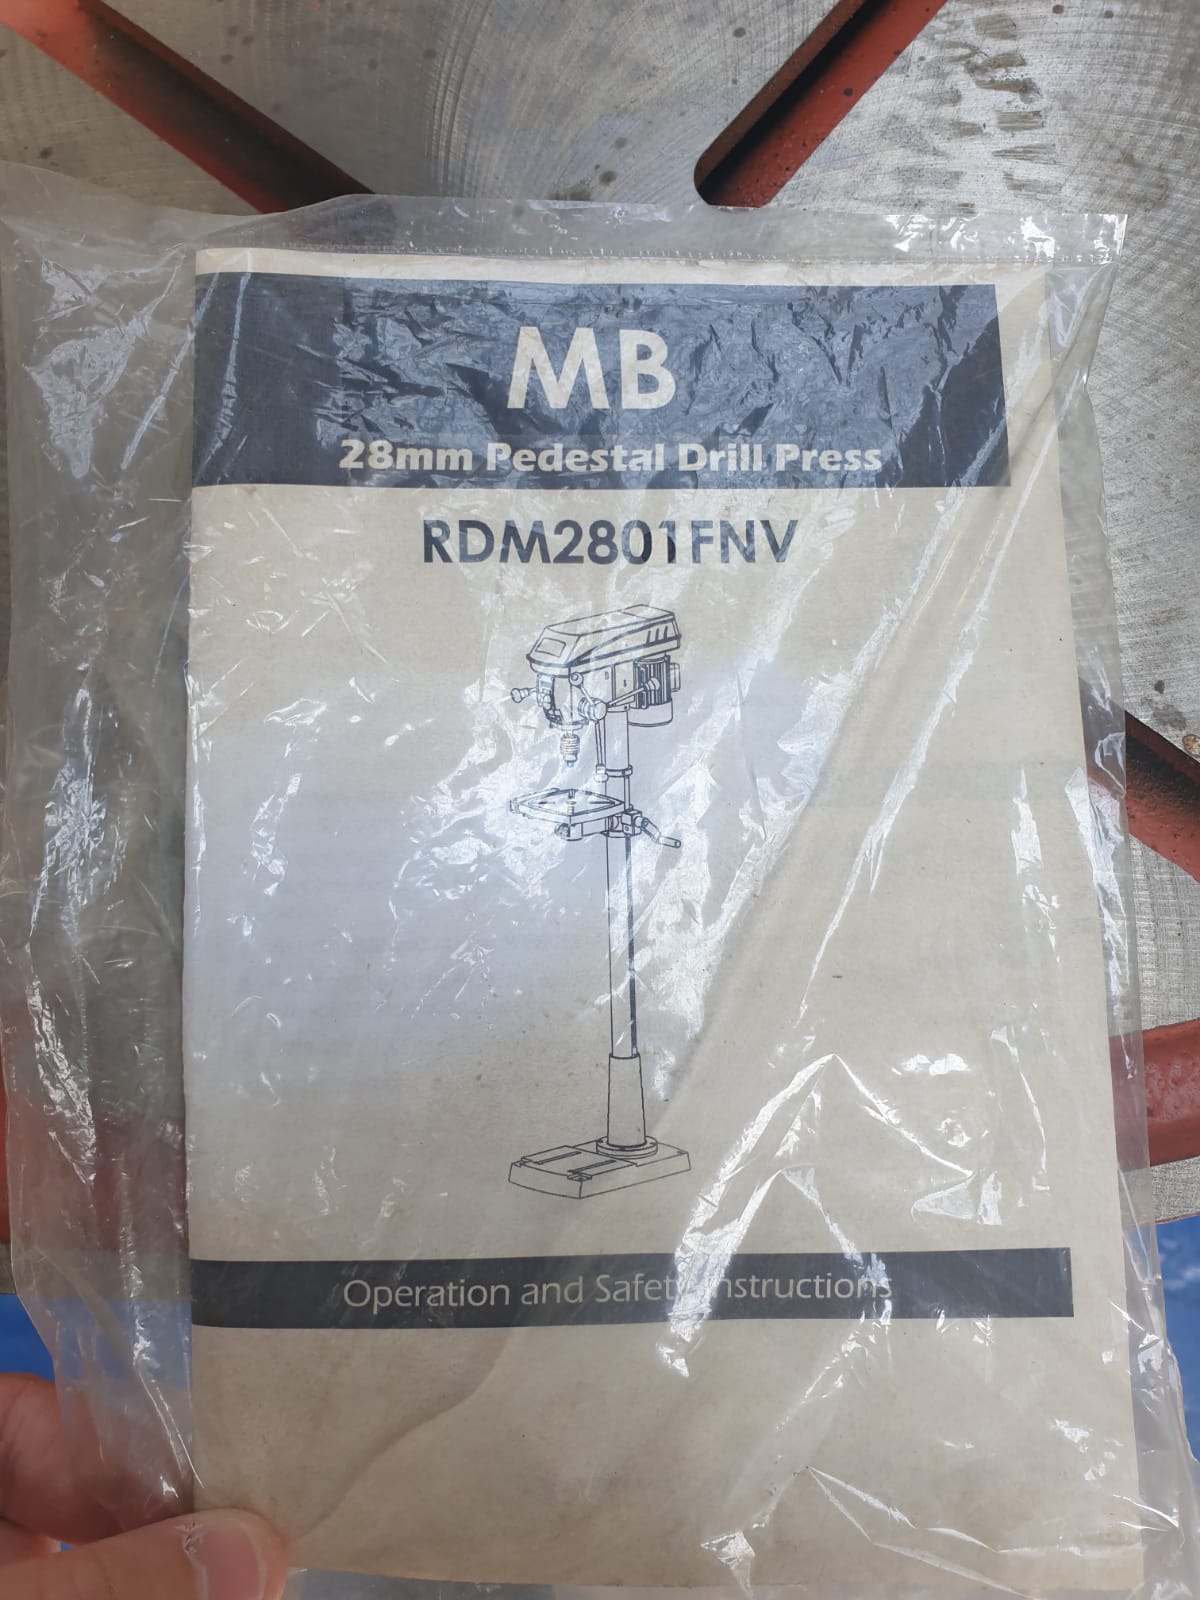 MB
28mm Pedestal Drill Press
RDM2801FNV
Operation and Safety Instructions